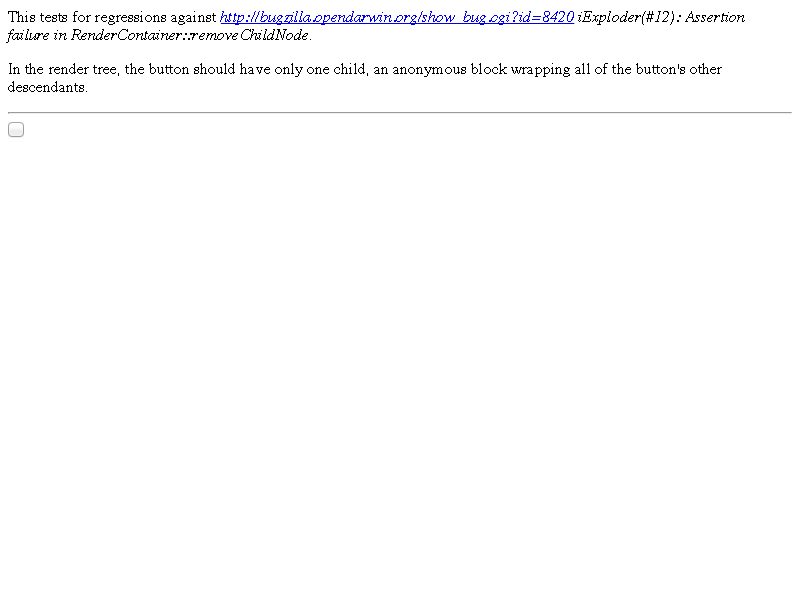 This tests for regressions against http://bugzilla.opendarwin.org/show_bug.cgi?id=8420 iExploder(#12): Assertion
failure in RenderContainer::removeChildNode.
In the render tree, the button should have only one child, an anonymous block wrapping all of the button's other
descendants.